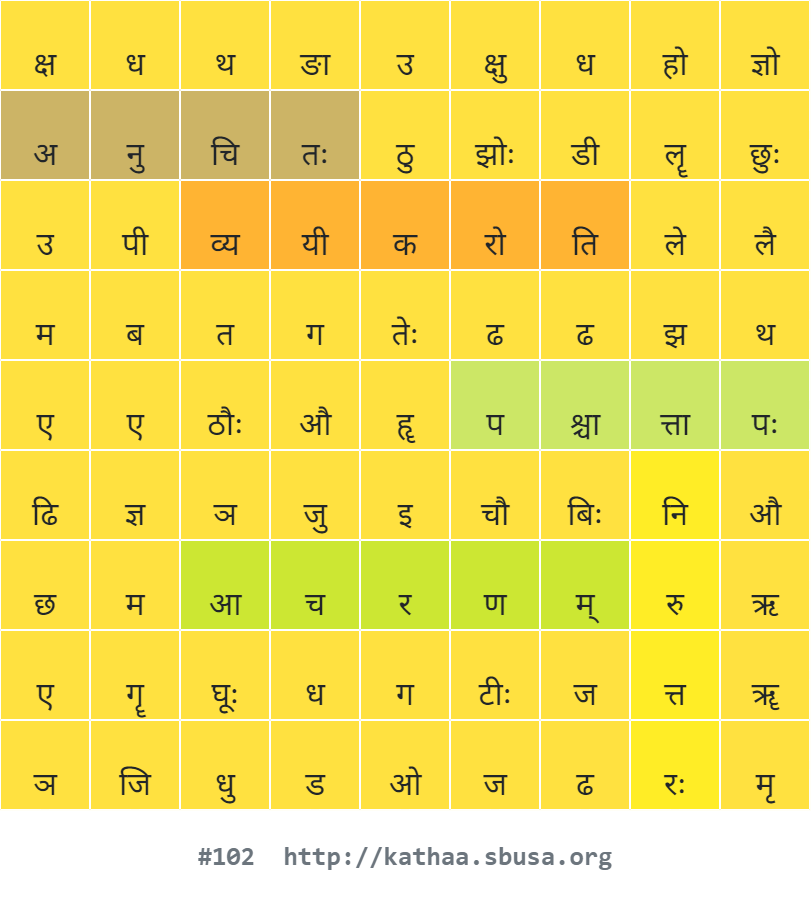 क्ष ध थ ङा उ क्षु ध हो ज्ञो
अ नु चि तः ठु झोः डी लॄ छुः
उ पी व्य यी क रो ति ले लै
म ब त ग तेः ढ ढ झ थ
ए ए ठौः औ हॄ प श्चा त्ता पः
ढि ज्ञ ञ जु इ चौ बिः नि औ
छ म आ च र ण म् रु ऋ
ए गॄ घूः ध ग टीः ज त्त ॠ
ञ जि धु ड ओ ज ढ रः मृ
#102 http://kathaa.sbusa.org